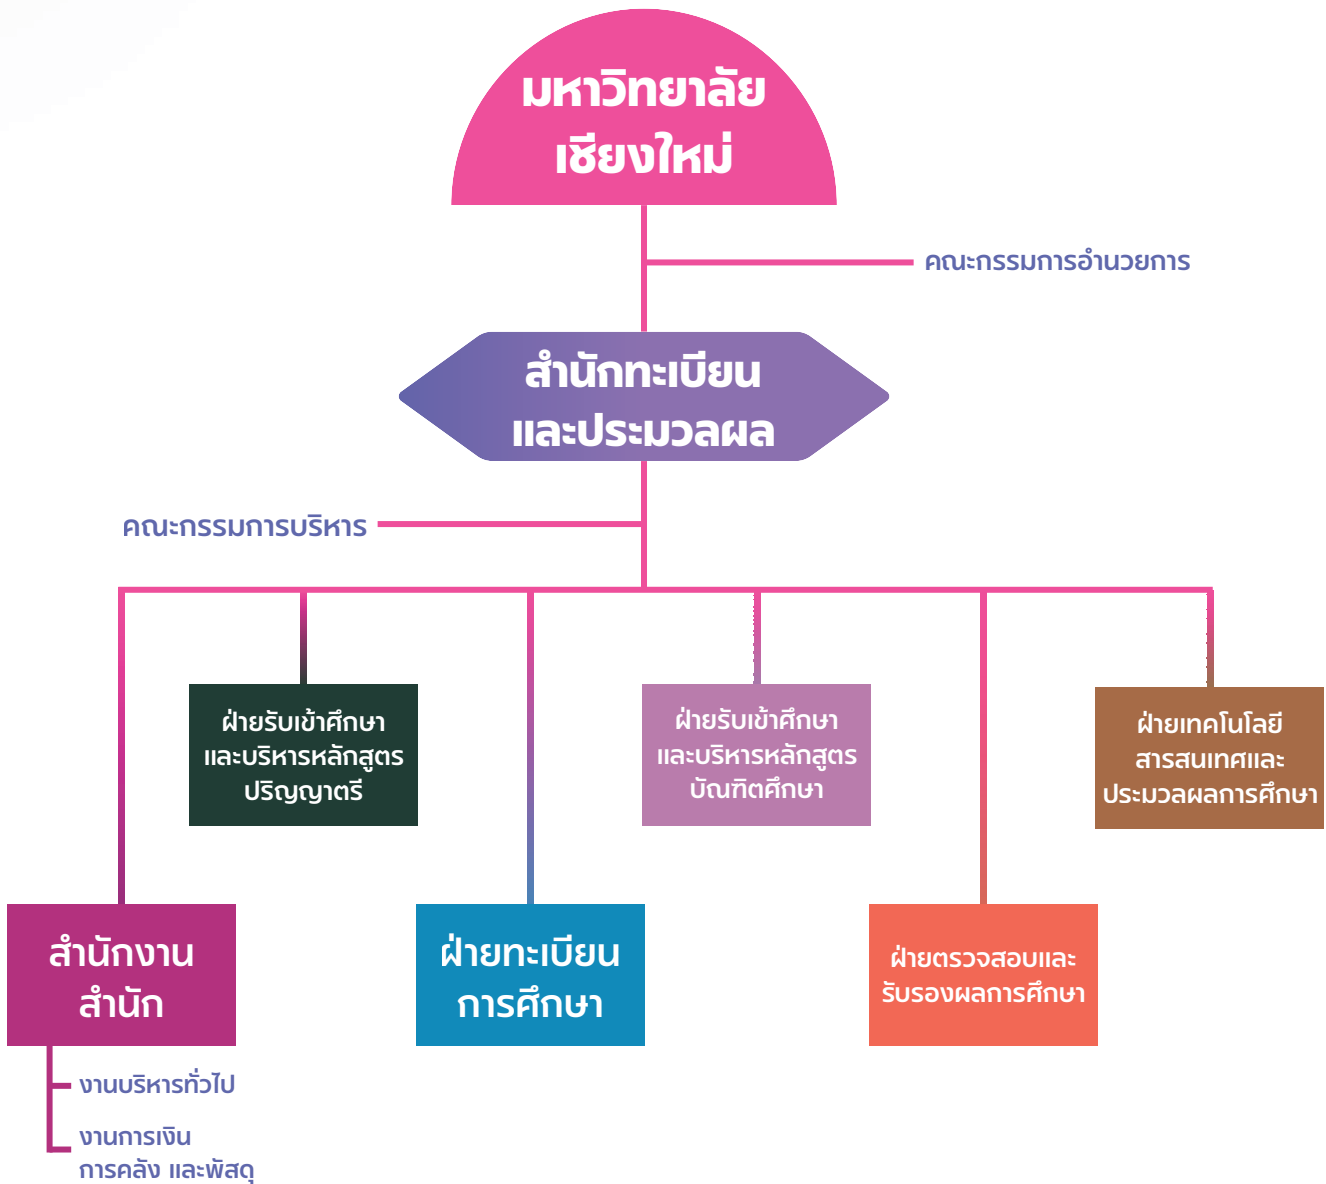 มหาวิทยาลัย
เชียงใหม่
คณะกรรมการอำนวยการ
สำนักทะเบียน
และประมวลผล
คณะกรรมการบริหาร
ฝ่ายรับเข้าศึกษา
และบริหารหลักสูตร
ปริญญาตรี
ฝ่ายรับเข้าศึกษา
และบริหารหลักสูตร
บัณฑิตศึกษา
ฝ่ายเทคโนโลยี
สารสนเทศและ
ประมวลผลการศึกษา
สำนักงาน
สำนัก
ฝ่ายทะเบียน
การศึกษา
ฝ่ายตรวจสอบและ
รับรองผลการศึกษา
งานบริหารทั่วไป
งานการเงิน
การคลัง และพัสดุ